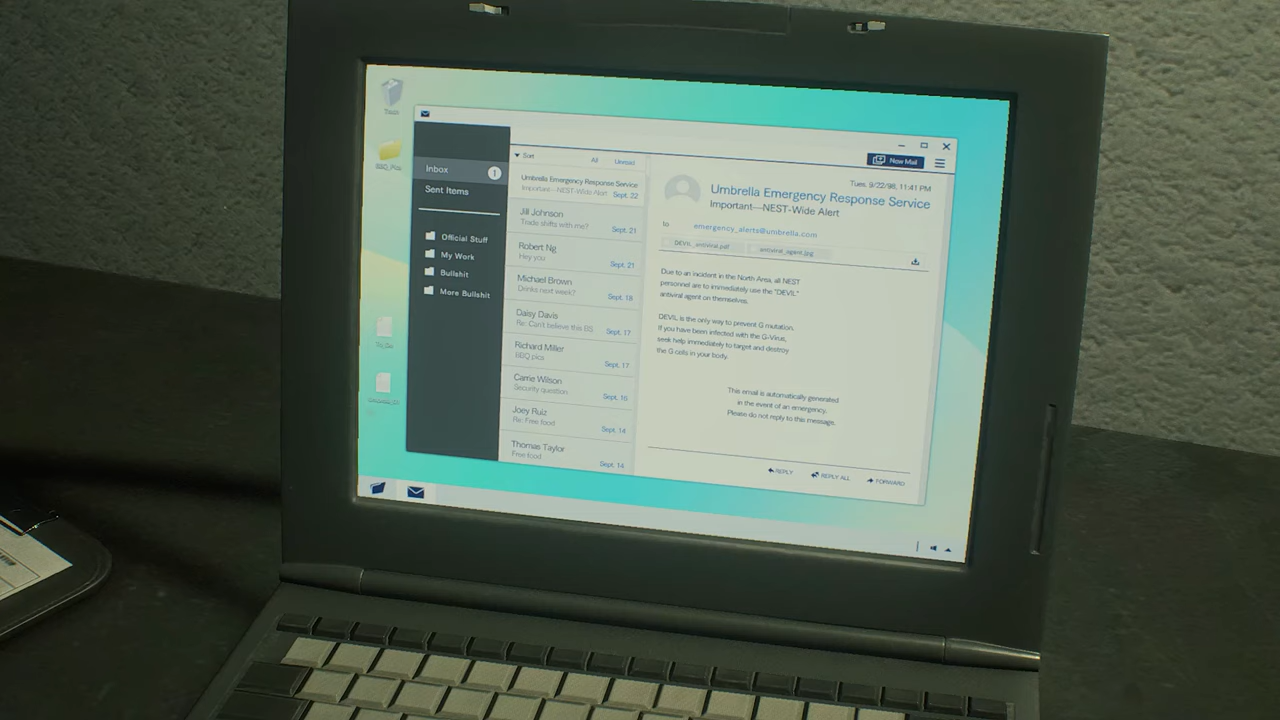 Inbox
1
Sent Items
Official Stuff
My Work
Bullshit
More Bullshit
Sort
All
Unread
Umbrella Emergency Response Service
Important—NEST-Wide Alert
Sept. 22
Jill Johnson
Trade shifts with me?
Sept. 21
Robert Ng
Hey you
Sept. 21
Michael Brown
Drinks next week?
Sept. 18
Daisy Davis
Re: Can't believe this BS
Sept. 17
Richard Miller
BBQ pics
Sept. 17
Carrie Wilson
Security question
Sept. 16
Joey Ruiz
Re: Free food
Sept. 14
Thomas Taylor
Free food
Sept. 14
New Mail
Tues, 9/22/98, 11:41 PM
Umbrella Emergency Response Service
Important—NEST-Wide Alert
to
emergency_alerts@umbrella.com
DEVIL_antiviral.pdf
antiviral_agent.jpg
Due to an incident in the North Area, all NEST
personnel are to immediately use the "DEVIL"
antiviral agent on themselves.
DEVIL is the only way to prevent G mutation.
If you have been infected with the G-Virus,
seek help immediately to target and destroy
the G cells in your body.
This email is automatically generated
in the event of an emergency.
Please do not reply to this message.
REPLY
REPLY ALL
FORWARD